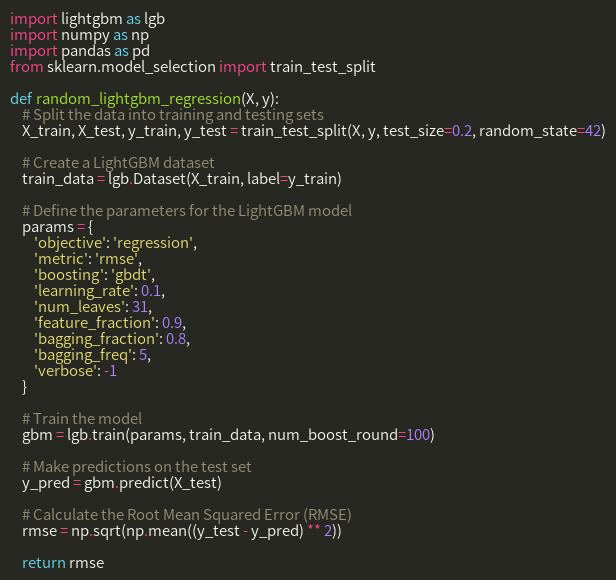 import lightgbm as lgb
import numpy as np
import pandas as pd
from sklearn.model_selection import train_test_split

def random_lightgbm_regression(X, y):
    # Split the data into training and testing sets
    X_train, X_test, y_train, y_test = train_test_split(X, y, test_size=0.2, random_state=42)

    # Create a LightGBM dataset
    train_data = lgb.Dataset(X_train, label=y_train)

    # Define the parameters for the LightGBM model
    params = {
        'objective': 'regression',
        'metric': 'rmse',
        'boosting': 'gbdt',
        'learning_rate': 0.1,
        'num_leaves': 31,
        'feature_fraction': 0.9,
        'bagging_fraction': 0.8,
        'bagging_freq': 5,
        'verbose': -1
    }

    # Train the model
    gbm = lgb.train(params, train_data, num_boost_round=100)

    # Make predictions on the test set
    y_pred = gbm.predict(X_test)

    # Calculate the Root Mean Squared Error (RMSE)
    rmse = np.sqrt(np.mean((y_test - y_pred) ** 2))

    return rmse